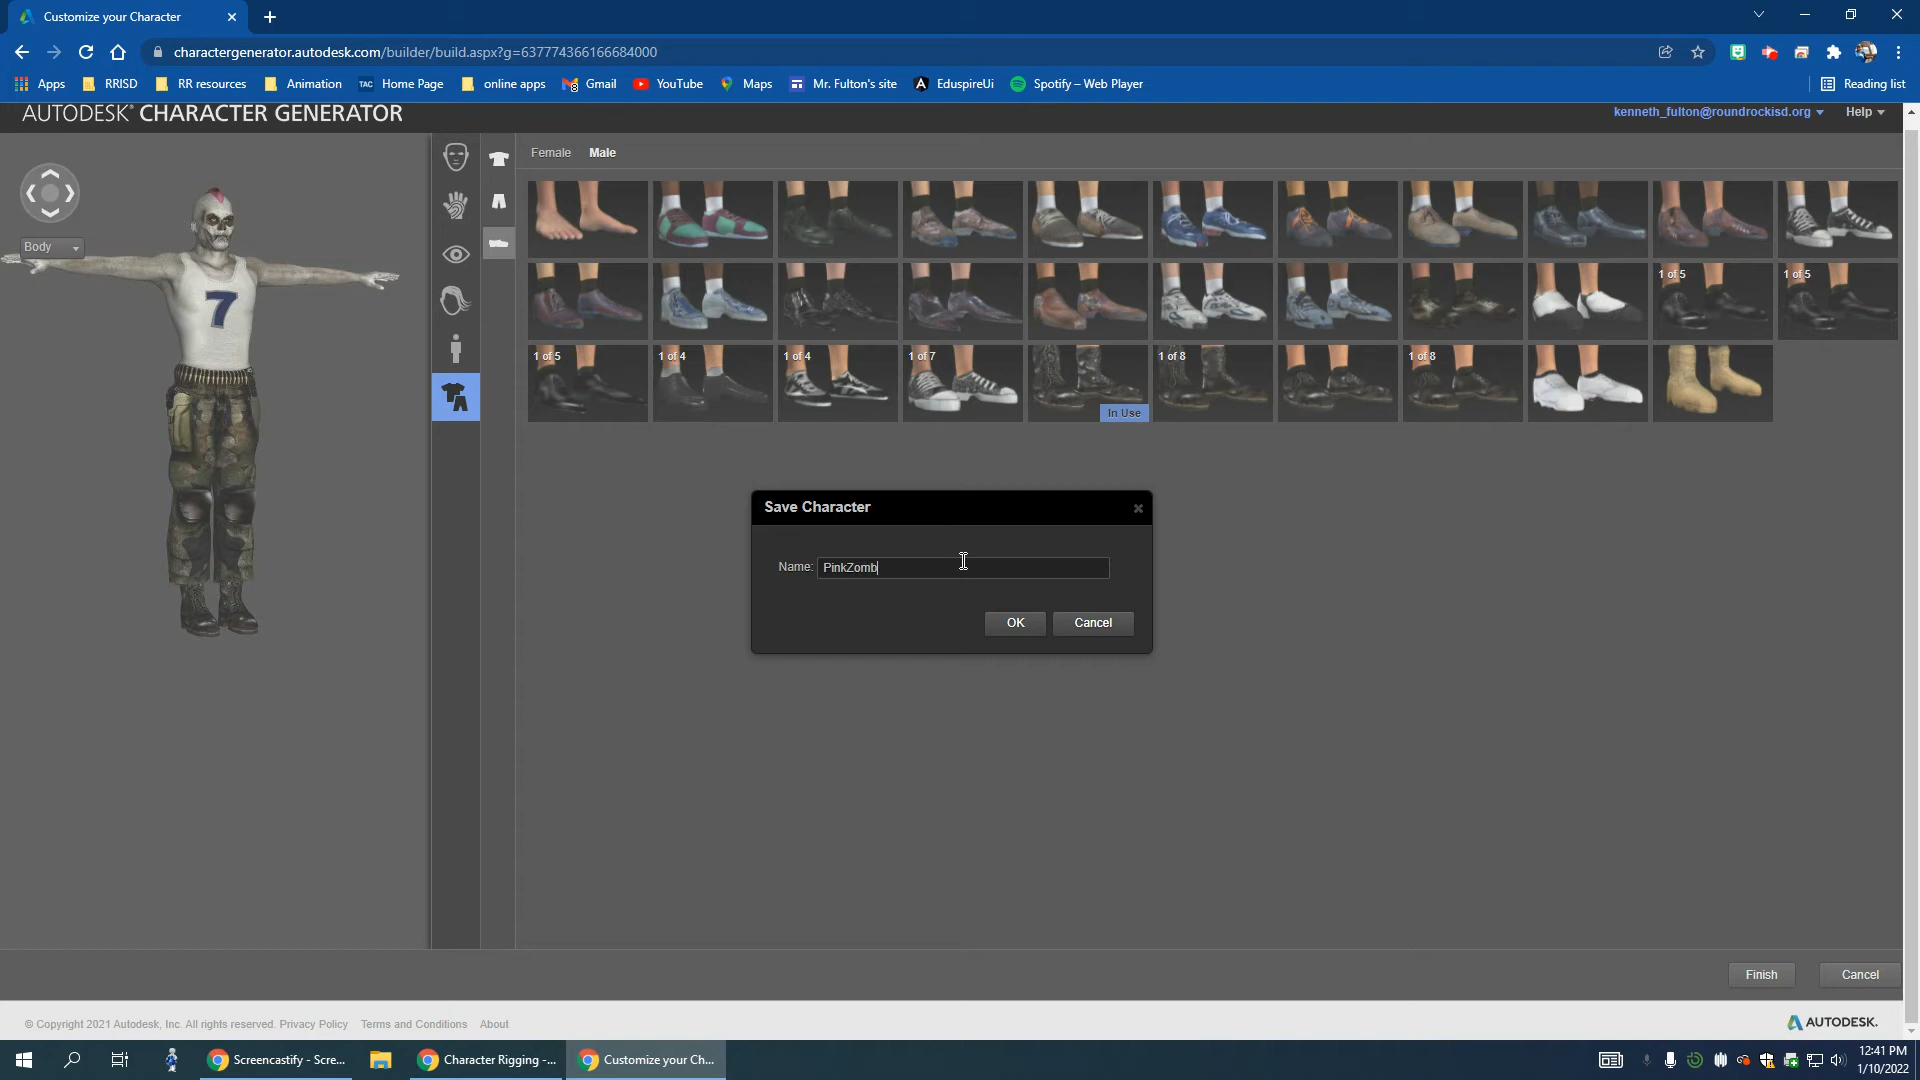 Customize your Character
charactergenerator.autodesk.com/builder/build.aspx?g=637774366166684000
Apps RRISD RR resources Animation TAC Home Page online apps Gmail YouTube Maps Mr. Fulton's site EduspireUi Spotify – Web Player Reading list
AUTODESK® CHARACTER GENERATOR kenneth_fulton@roundrockisd.org Help
Female Male
Body
1 of 5 1 of 5
7
1 of 5 1 of 4 1 of 4 1 of 7 1 of 8 1 of 8
In Use
Save Character
Name: PinkZomb
OK Cancel
Finish Cancel
© Copyright 2021 Autodesk, Inc. All rights reserved. Privacy Policy Terms and Conditions About AUTODESK.
Screencastify - Scre... Character Rigging -... Customize your Ch... 12:41 PM
1/10/2022